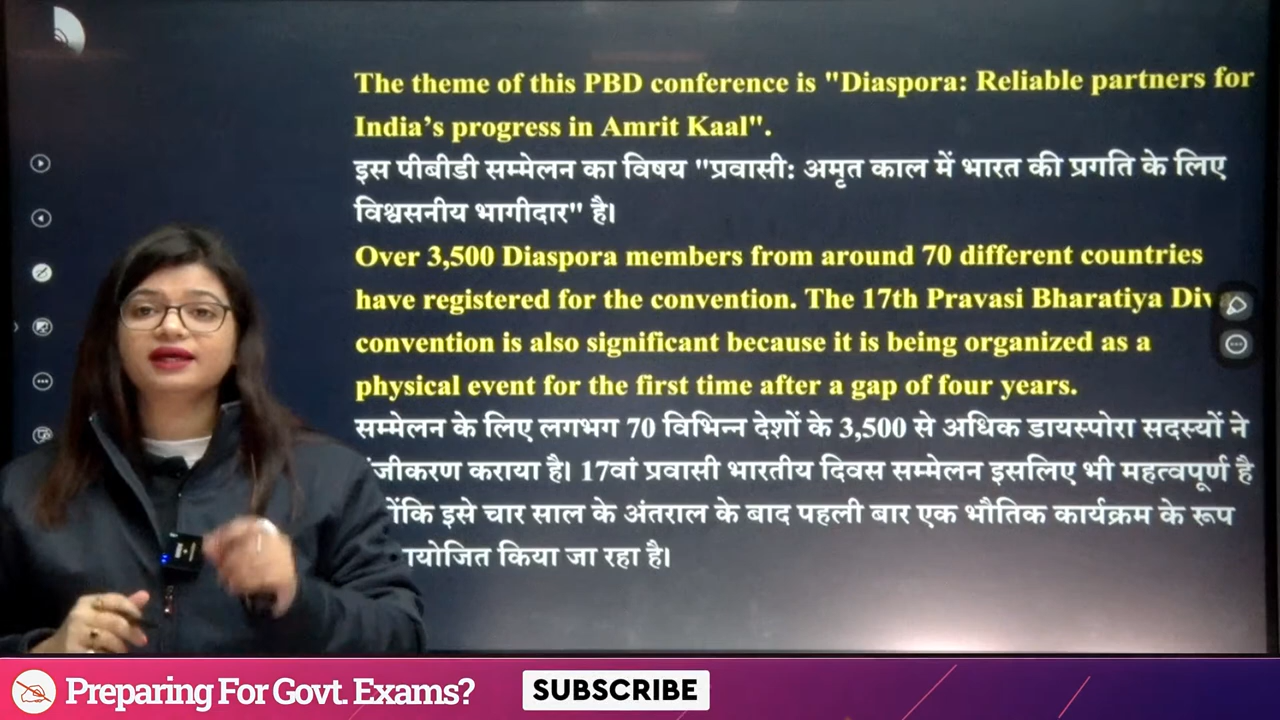 The theme of this PBD conference is "Diaspora: Reliable partners for
India’s progress in Amrit Kaal".
इस पीबीडी सम्मेलन का विषय "प्रवासी: अमृत काल में भारत की प्रगति के लिए
विश्वसनीय भागीदार" है।
Over 3,500 Diaspora members from around 70 different countries
have registered for the convention. The 17th Pravasi Bharatiya
convention is also significant because it is being organized as a
physical event for the first time after a gap of four years.
सम्मेलन के लिए लगभग 70 विभिन्न देशों के 3,500 से अधिक डायस्पोरा सदस्यों ने
कराया है। 17वां प्रवासी भारतीय दिवस सम्मेलन इसलिए भी महत्वपूर्ण है
इसे चार साल के अंतराल के बाद पहली बार एक भौतिक कार्यक्रम के रूप
किया जा रहा है।
Preparing For Govt. Exams?
SUBSCRIBE